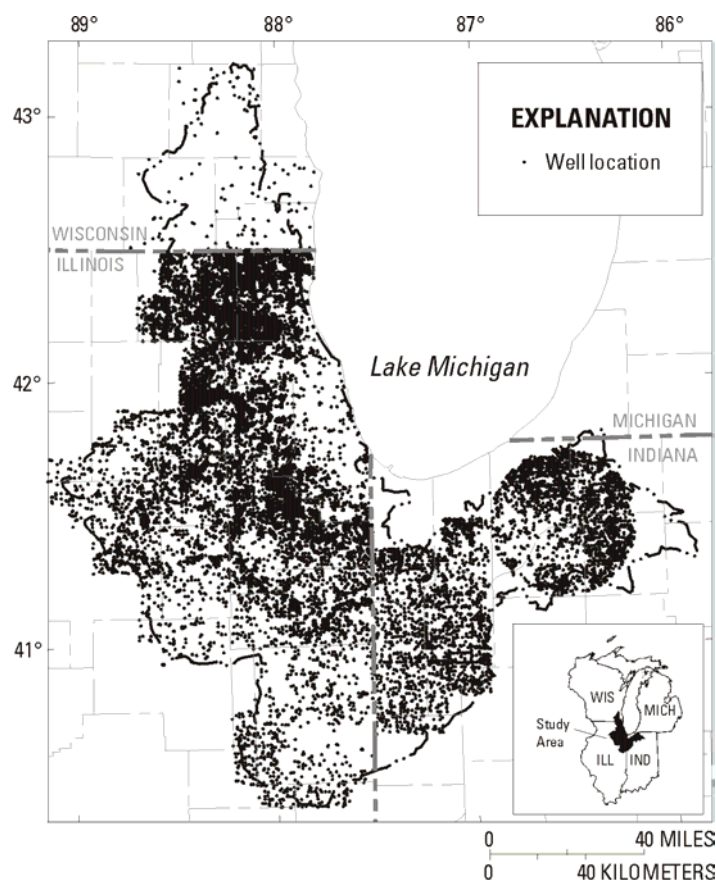 89° 88° 87° 86°
43°
EXPLANATION
Well location
WISCONSIN
ILLINOIS
42°
Lake Michigan
MICHIGAN
INDIANA
41°
WIS
MICH
Study
Area
ILL IND
0 40 MILES
0 40 KILOMETERS